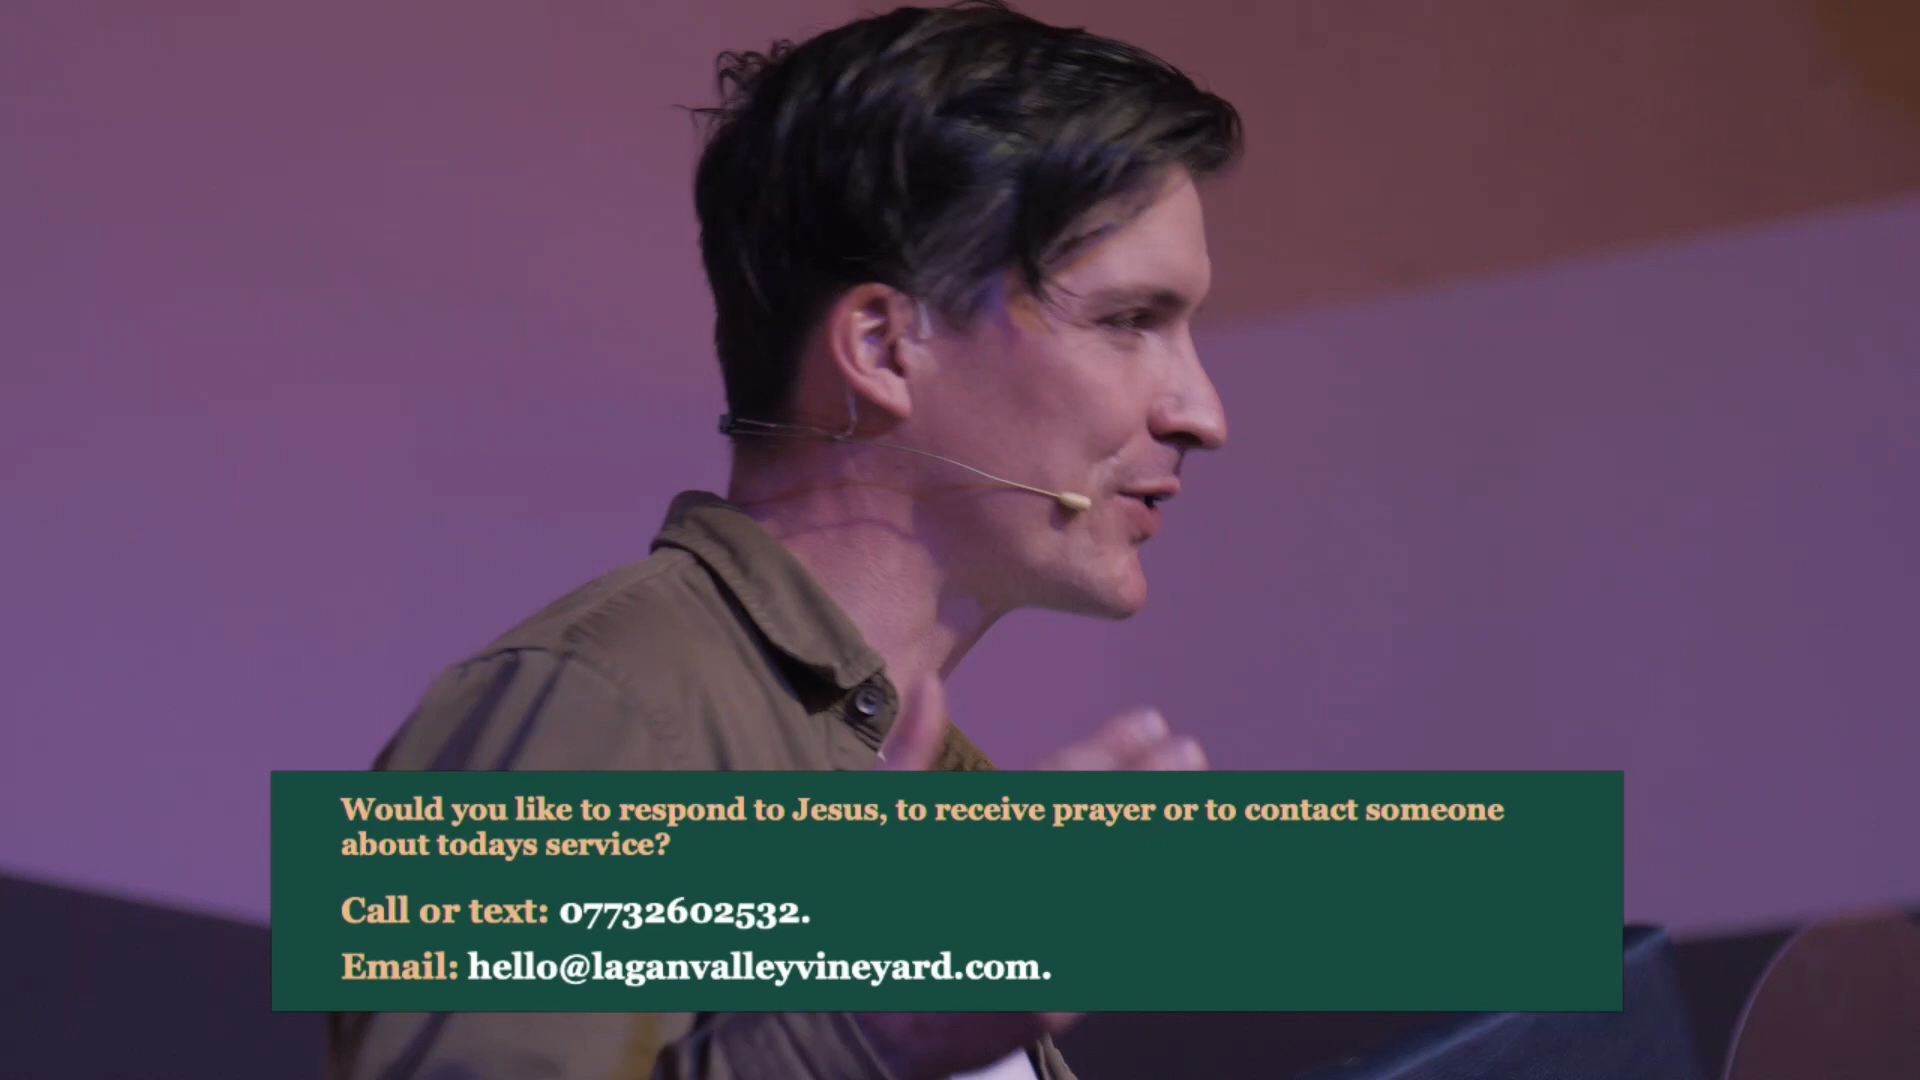 Would you like to respond to Jesus, to receive prayer or to contact someone
about todays service?
Call or text: 07732602532.
Email: hello@laganvalleyvineyard.com.